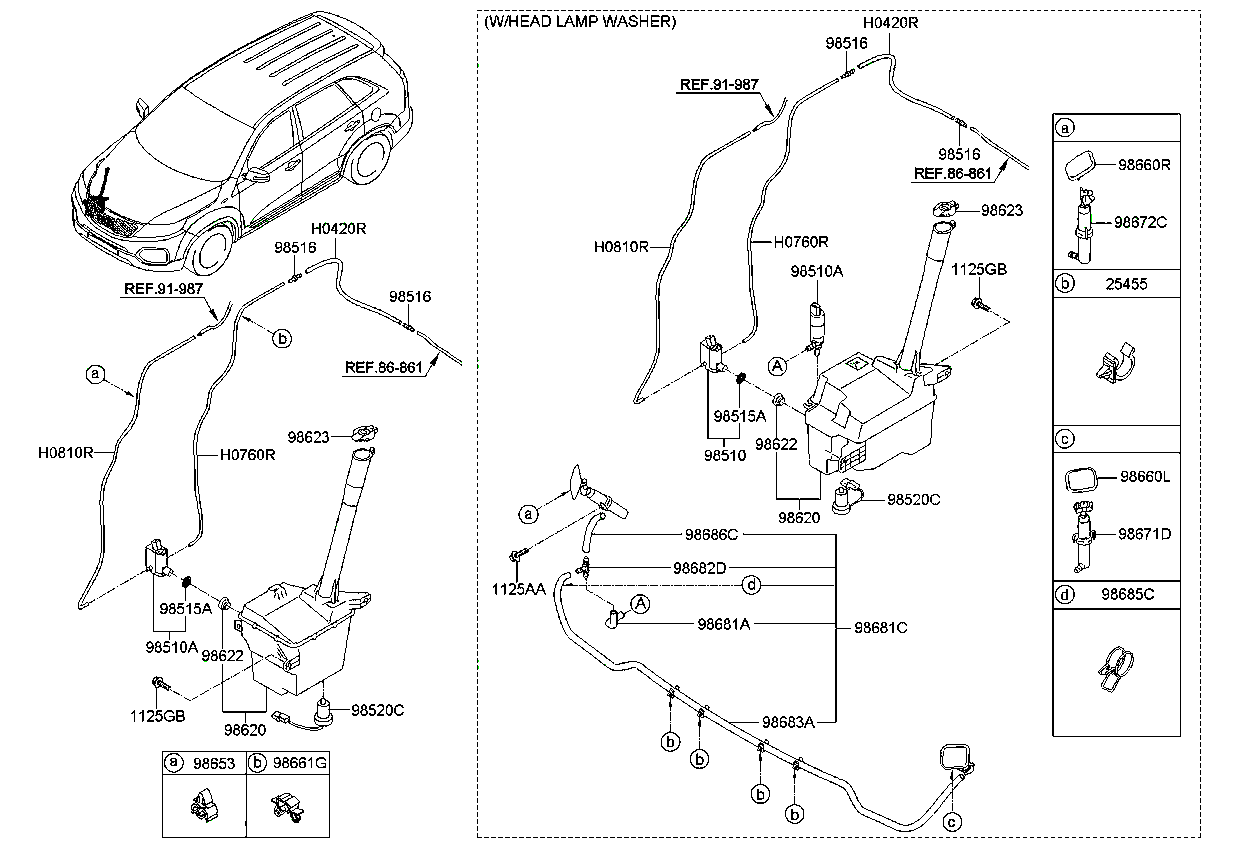 (W/HEAD LAMP WASHER)
H0420R
98516
REF.91-987
98516
REF.86-861
H0810R
H0760R
98510A
98623
1125GB
A
98515A
98622
98510
98620
98520C
a
1125AA
98686C
98682D
d
A
98681A
98681C
98683A
b
b
b
b
c
a
98660R
98672C
b
25455
c
98660L
98671D
d
98685C
H0420R
98516
REF.91-987
98516
b
REF.86-861
a
H0810R
H0760R
98623
98515A
98510A
98622
1125GB
98620
98520C
a
98653
b
98661G